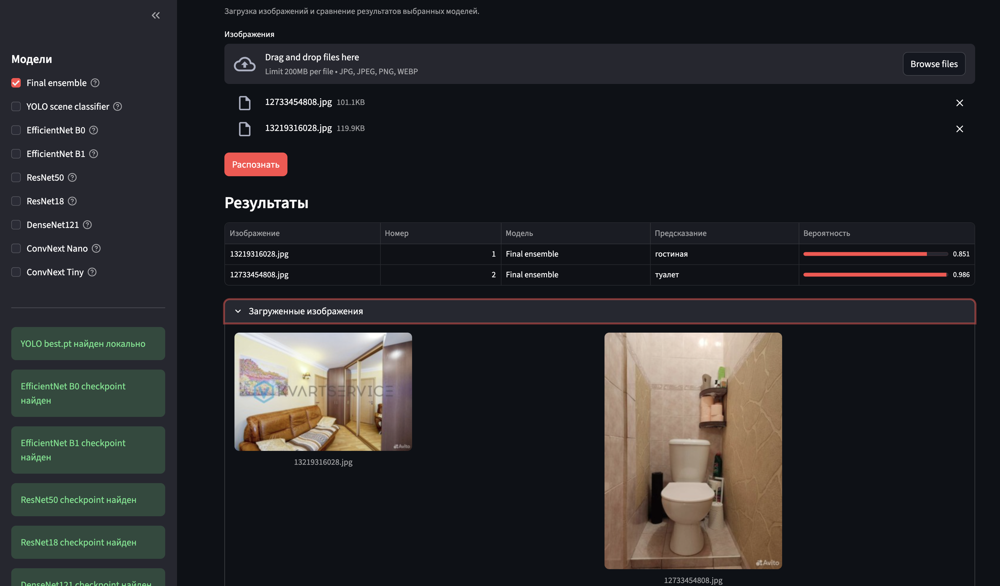 Модели
Final ensemble
YOLO scene classifier
EfficientNet B0
EfficientNet B1
ResNet50
ResNet18
DenseNet121
ConvNext Nano
ConvNext Tiny
YOLO best.pt найден локально
EfficientNet B0 checkpoint
найден
EfficientNet B1 checkpoint
найден
ResNet50 checkpoint найден
ResNet18 checkpoint найден
DenseNet121 checkpoint найден
Загрузка изображений и сравнение результатов выбранных моделей.
Изображения
Drag and drop files here
Limit 200MB per file • JPG, JPEG, PNG, WEBP
Browse files
12733454808.jpg 101.1KB
13219316028.jpg 119.9KB
Распознать
Результаты
Изображение Номер Модель Предсказание Вероятность
13219316028.jpg 1 Final ensemble гостиная 0.851
12733454808.jpg 2 Final ensemble туалет 0.986
Загруженные изображения
KVARTSERVICE
Avito
13219316028.jpg
Avito
12733454808.jpg